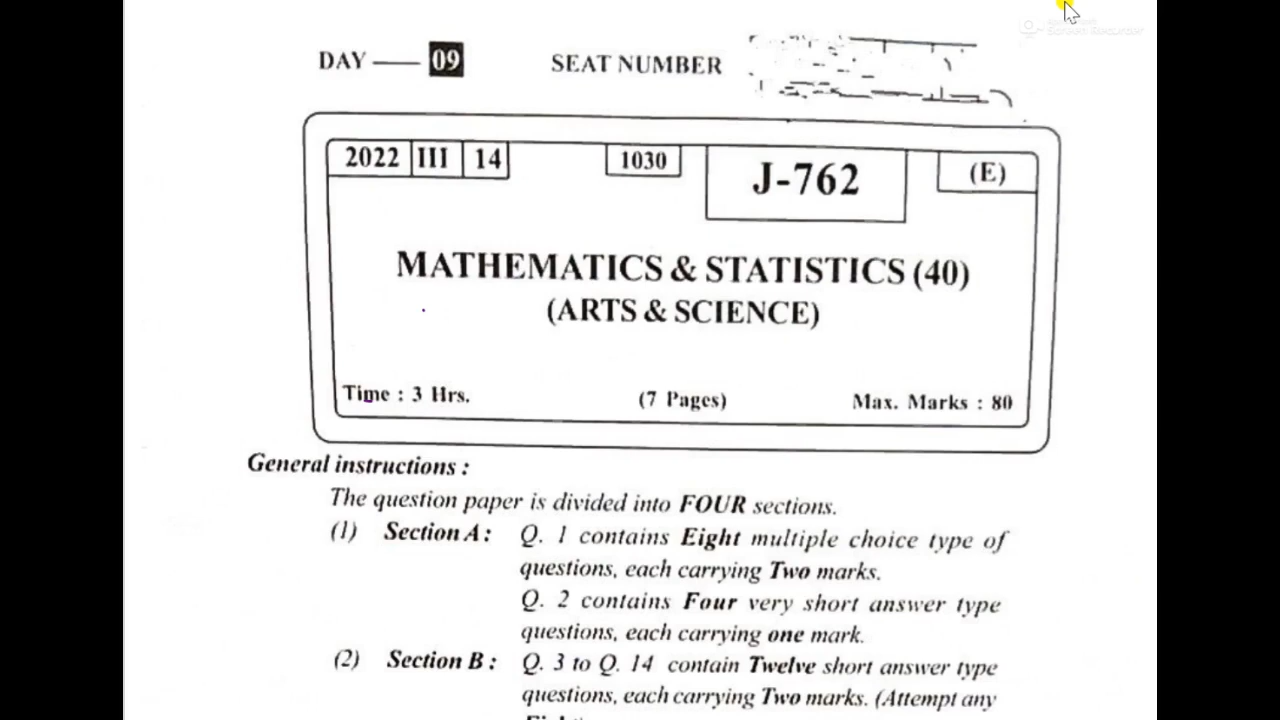 Screen Recorder
DAY — 09 SEAT NUMBER
2022 III 14 1030 J-762 (E)
MATHEMATICS & STATISTICS (40)
(ARTS & SCIENCE)
Time : 3 Hrs. (7 Pages) Max. Marks : 80
General instructions :
The question paper is divided into FOUR sections.
(1) Section A : Q. 1 contains Eight multiple choice type of
questions, each carrying Two marks.
Q. 2 contains Four very short answer type
questions, each carrying one mark.
(2) Section B : Q. 3 to Q. 14 contain Twelve short answer type
questions, each carrying Two marks. (Attempt any